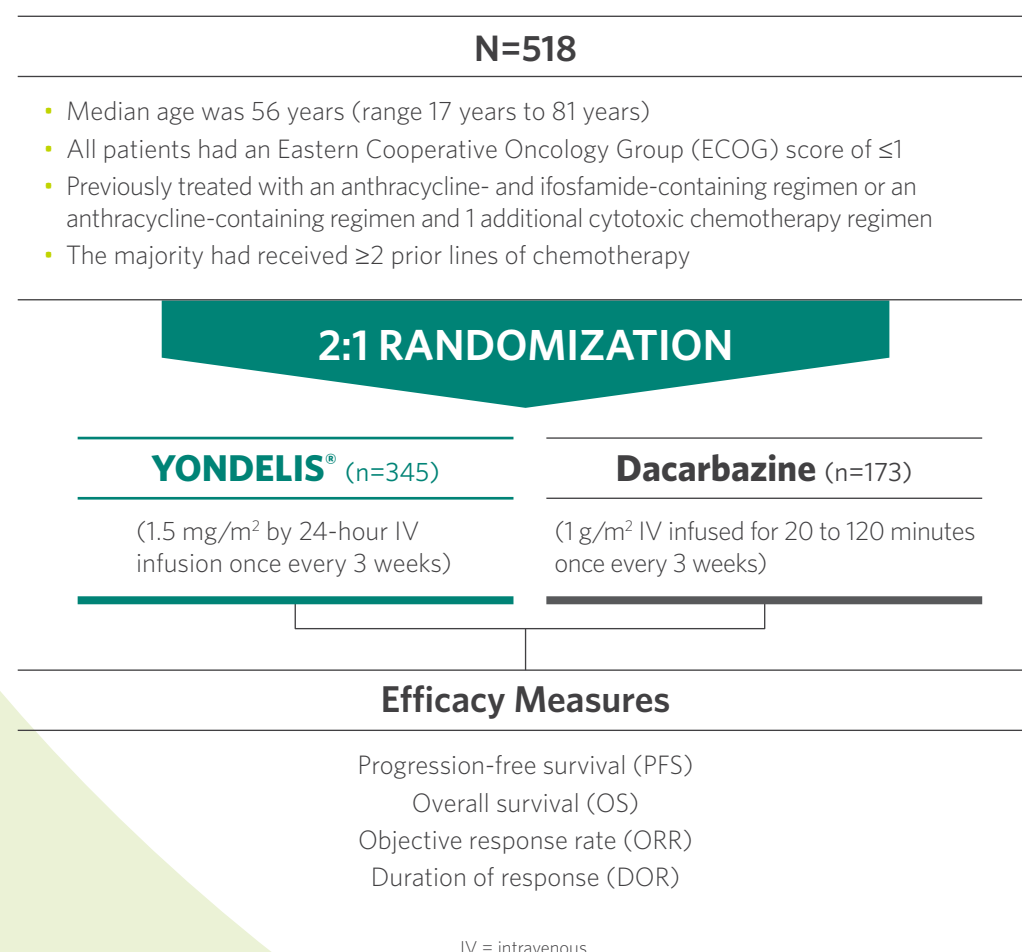 N=518
• Median age was 56 years (range 17 years to 81 years)
• All patients had an Eastern Cooperative Oncology Group (ECOG) score of ≤1
• Previously treated with an anthracycline- and ifosfamide-containing regimen or an
anthracycline-containing regimen and 1 additional cytotoxic chemotherapy regimen
• The majority had received ≥2 prior lines of chemotherapy
2:1 RANDOMIZATION
YONDELIS® (n=345)
(1.5 mg/m² by 24-hour IV
infusion once every 3 weeks)
Dacarbazine (n=173)
(1 g/m² IV infused for 20 to 120 minutes
once every 3 weeks)
Efficacy Measures
Progression-free survival (PFS)
Overall survival (OS)
Objective response rate (ORR)
Duration of response (DOR)
IV = intravenous